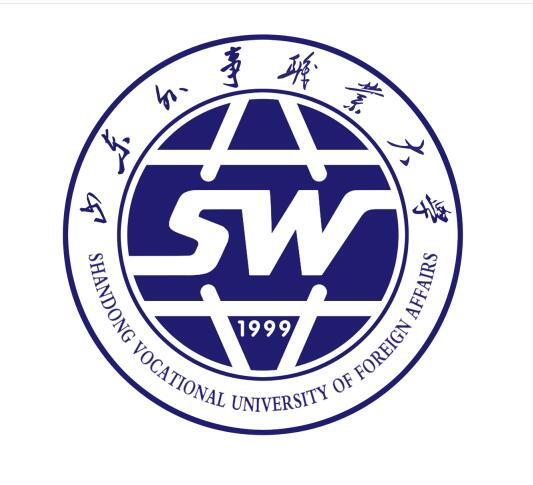 山东外事职业大学
SW
1999
SHANDONG VOCATIONAL UNIVERSITY OF FOREIGN AFFAIRS